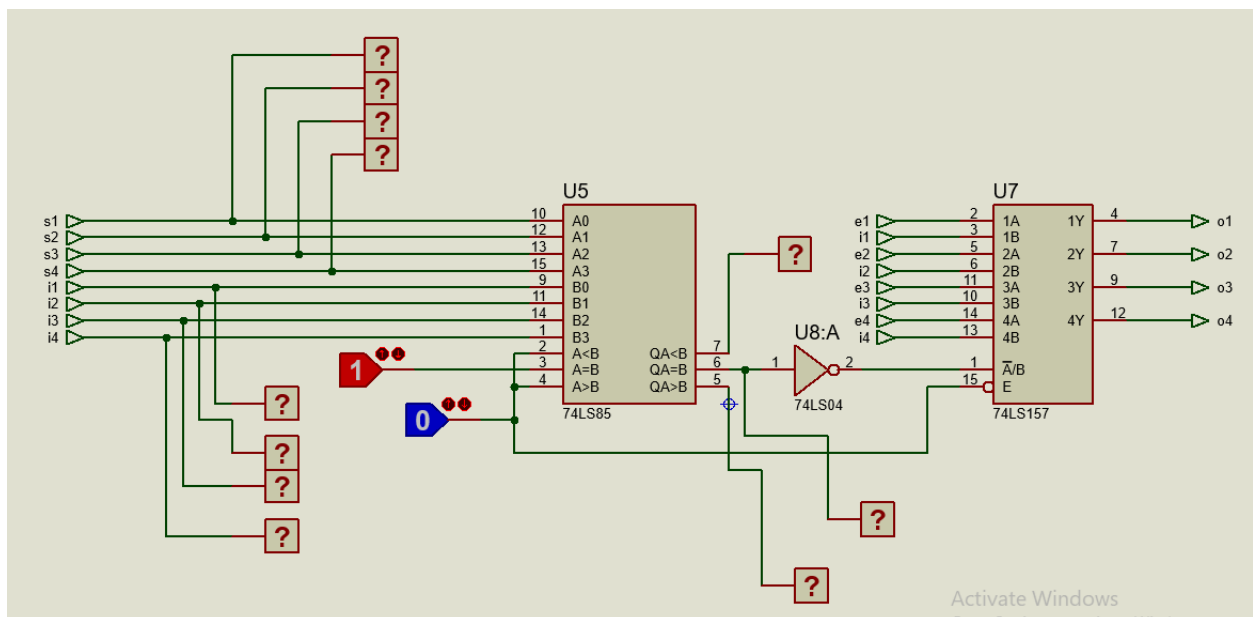 ?
?
?
?
U5
U7
s1 10 A0
s2 12 A1
s3 13 A2
s4 15 A3
i1 9 B0
i2 11 B1
i3 14 B2
i4 1 B3
2 A<B QA<B 7
3 A=B QA=B 6
4 A>B QA>B 5
74LS85
?
1
0
?
?
?
?
U8:A
1 2
74LS04
?
?
e1 2 1A 1Y 4 o1
i1 3 1B
e2 5 2A 2Y 7 o2
i2 6 2B
e3 11 3A 3Y 9 o3
i3 10 3B
e4 14 4A 4Y 12 o4
i4 13 4B
1 A/B
15 E
74LS157
Activate Windows